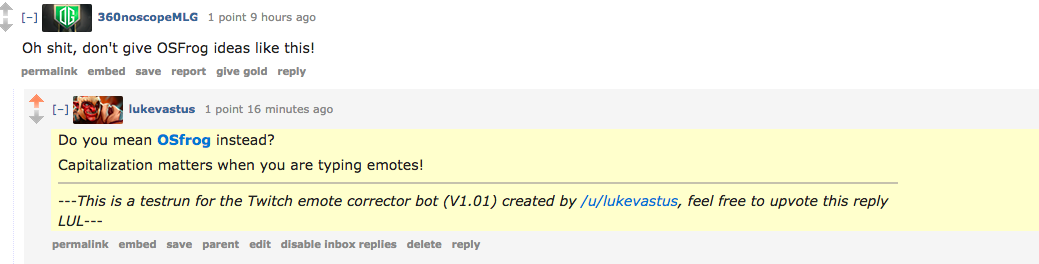 [–] 360noscopeMLG 1 point 9 hours ago
Oh shit, don't give OSFrog ideas like this!
permalink embed save report give gold reply
[–] lukevastus 1 point 16 minutes ago
Do you mean OSfrog instead?
Capitalization matters when you are typing emotes!
---This is a testrun for the Twitch emote corrector bot (V1.01) created by /u/lukevastus, feel free to upvote this reply
LUL---
permalink embed save parent edit disable inbox replies delete reply